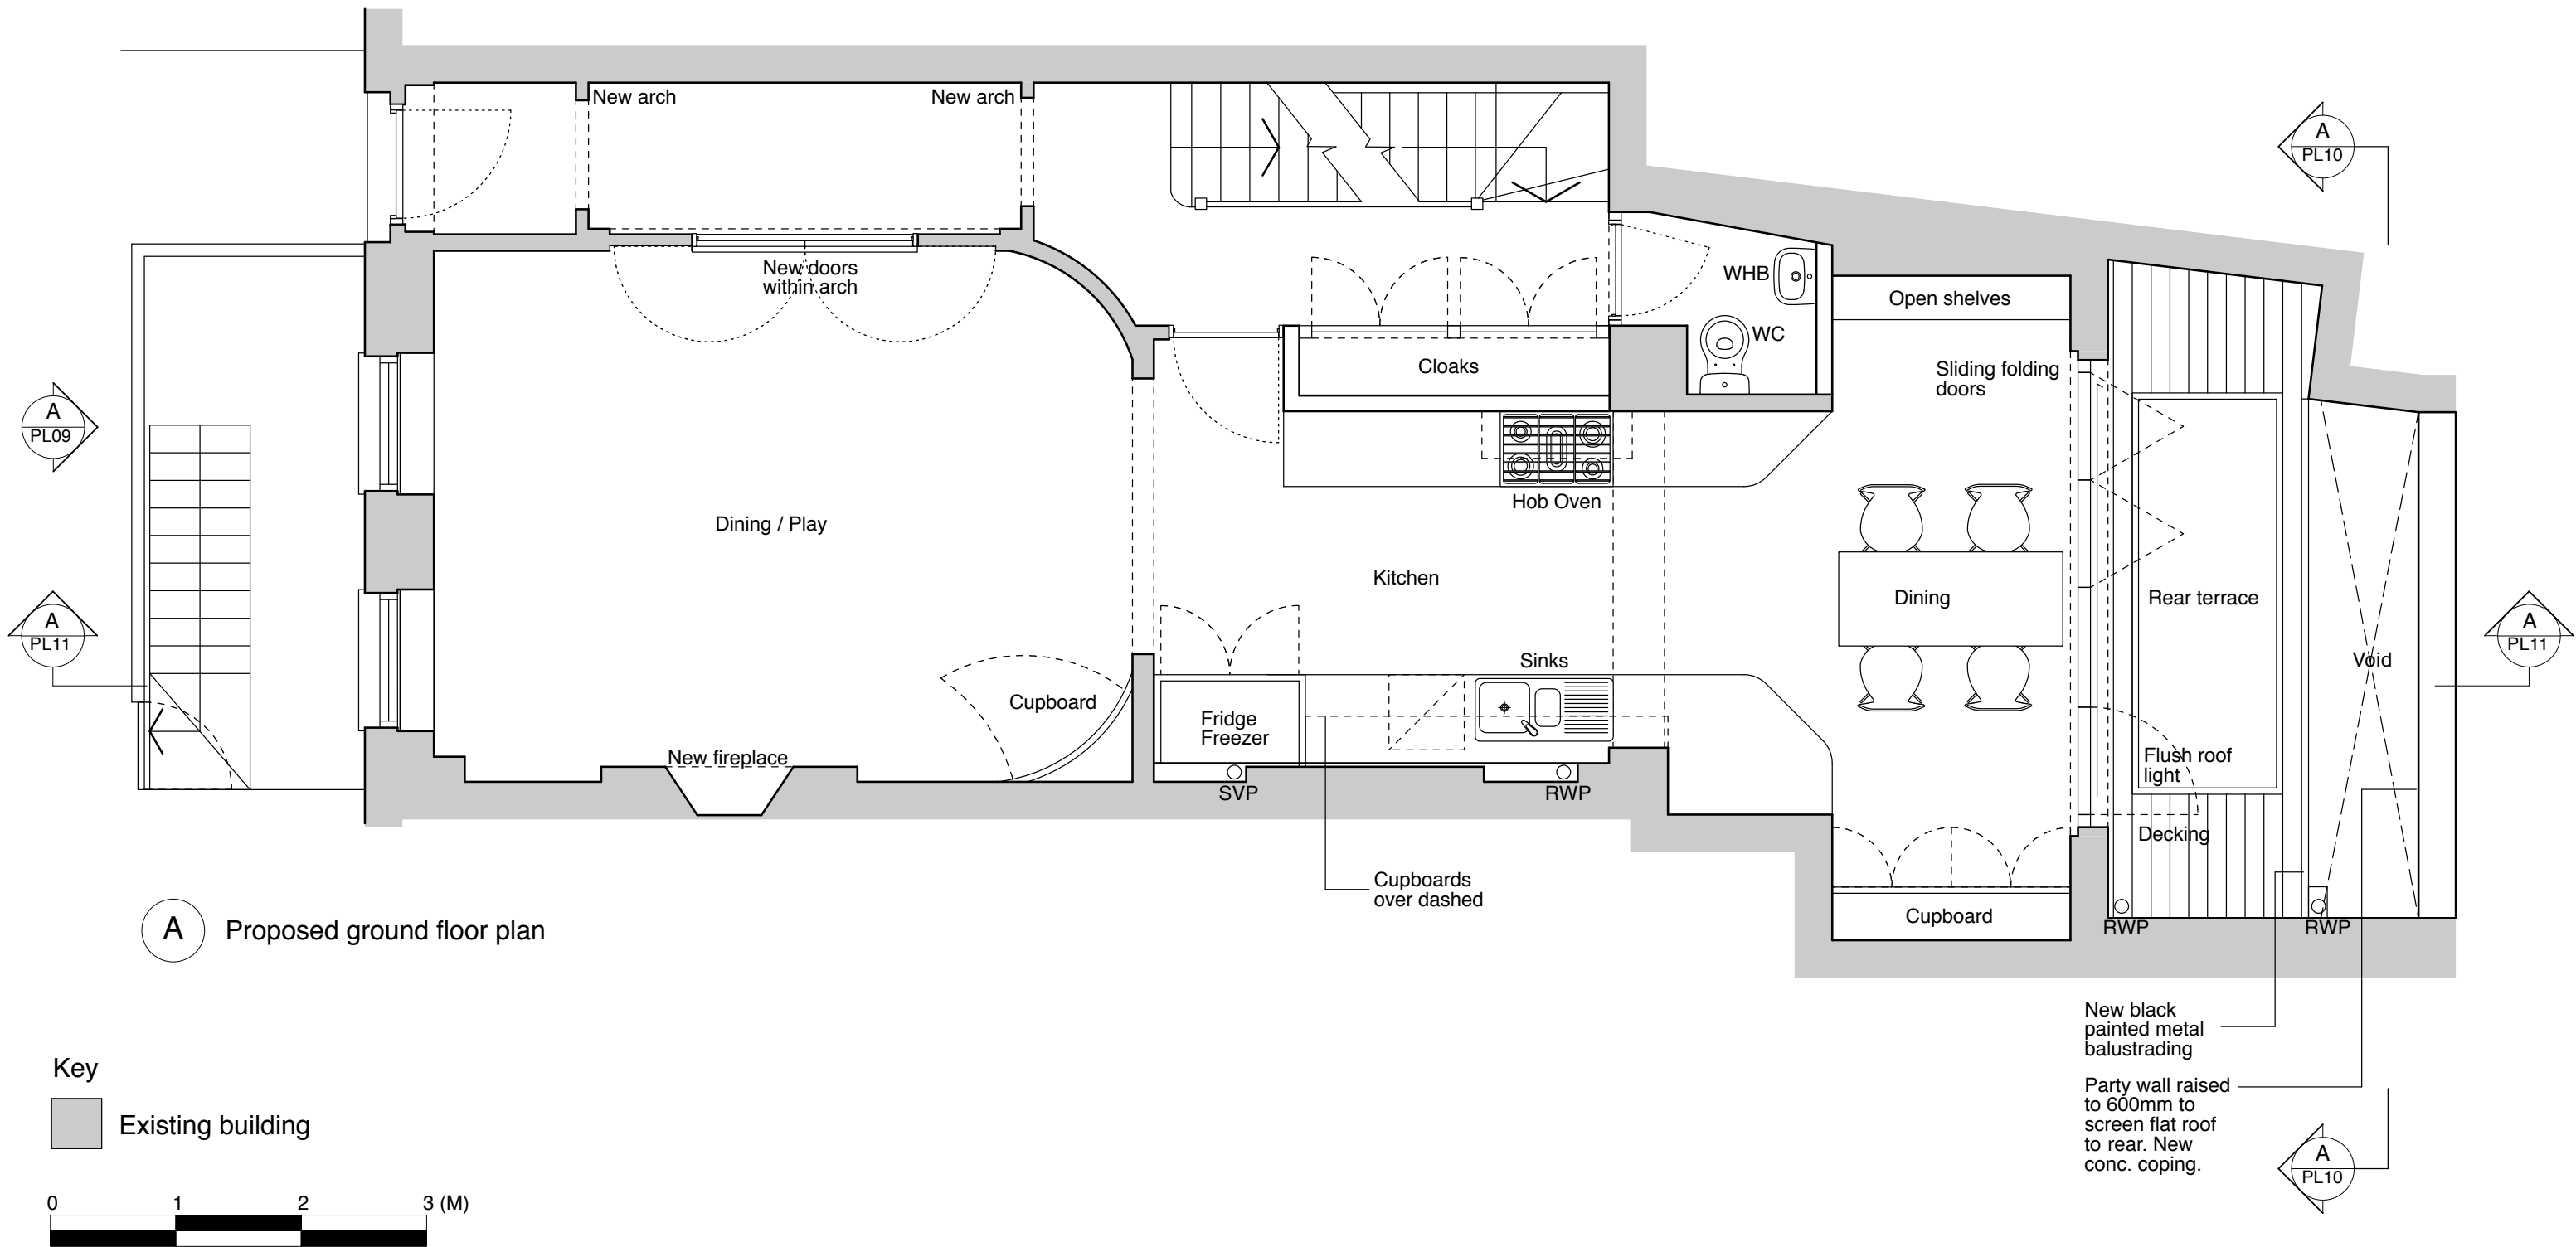 New arch
New arch
A
PL10
New doors
within arch
WHB
WC
Open shelves
Cloaks
Sliding folding
doors
A
PL09
Hob Oven
Dining / Play
Kitchen
Dining
Rear terrace
A
PL11
A
PL11
Sinks
Void
Cupboard
Fridge
Freezer
New fireplace
Flush roof
light
SVP
RWP
Decking
Cupboards
over dashed
Cupboard
RWP
RWP
A
Proposed ground floor plan
New black
painted metal
balustrading
Key
Existing building
Party wall raised
to 600mm to
screen flat roof
to rear. New
conc. coping.
A
PL10
0 1 2 3 (M)